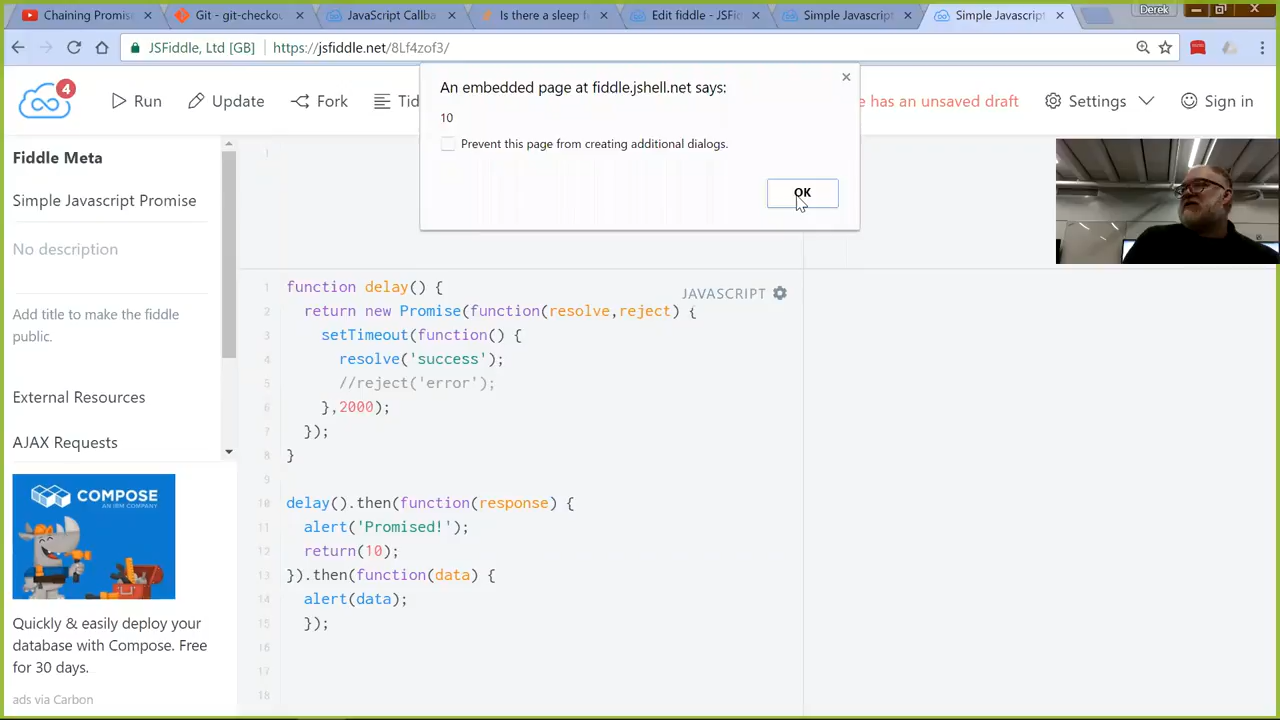 Chaining Promis
Git - git-checkou
JavaScript Callba
Is there a sleep f
Edit fiddle - JSFi
Simple Javascript
Simple Javascript
Derek
JSFiddle, Ltd [GB]
https://jsfiddle.net/8Lf4zof3/
4
Run
Update
Fork
Tid
e has an unsaved draft
Settings
Sign in
An embedded page at fiddle.jshell.net says:
10
Prevent this page from creating additional dialogs.
OK
Fiddle Meta
Simple Javascript Promise
No description
Add title to make the fiddle
public.
External Resources
AJAX Requests
COMPOSE
AN IBM COMPANY
Quickly & easily deploy your
database with Compose. Free
for 30 days.
ads via Carbon
JAVASCRIPT
1 function delay() {
2 return new Promise(function(resolve,reject) {
3 setTimeout(function() {
4 resolve('success');
5 //reject('error');
6 },2000);
7 });
8 }
9
10 delay().then(function(response) {
11 alert('Promised!');
12 return(10);
13 }).then(function(data) {
14 alert(data);
15 });
16
17
18